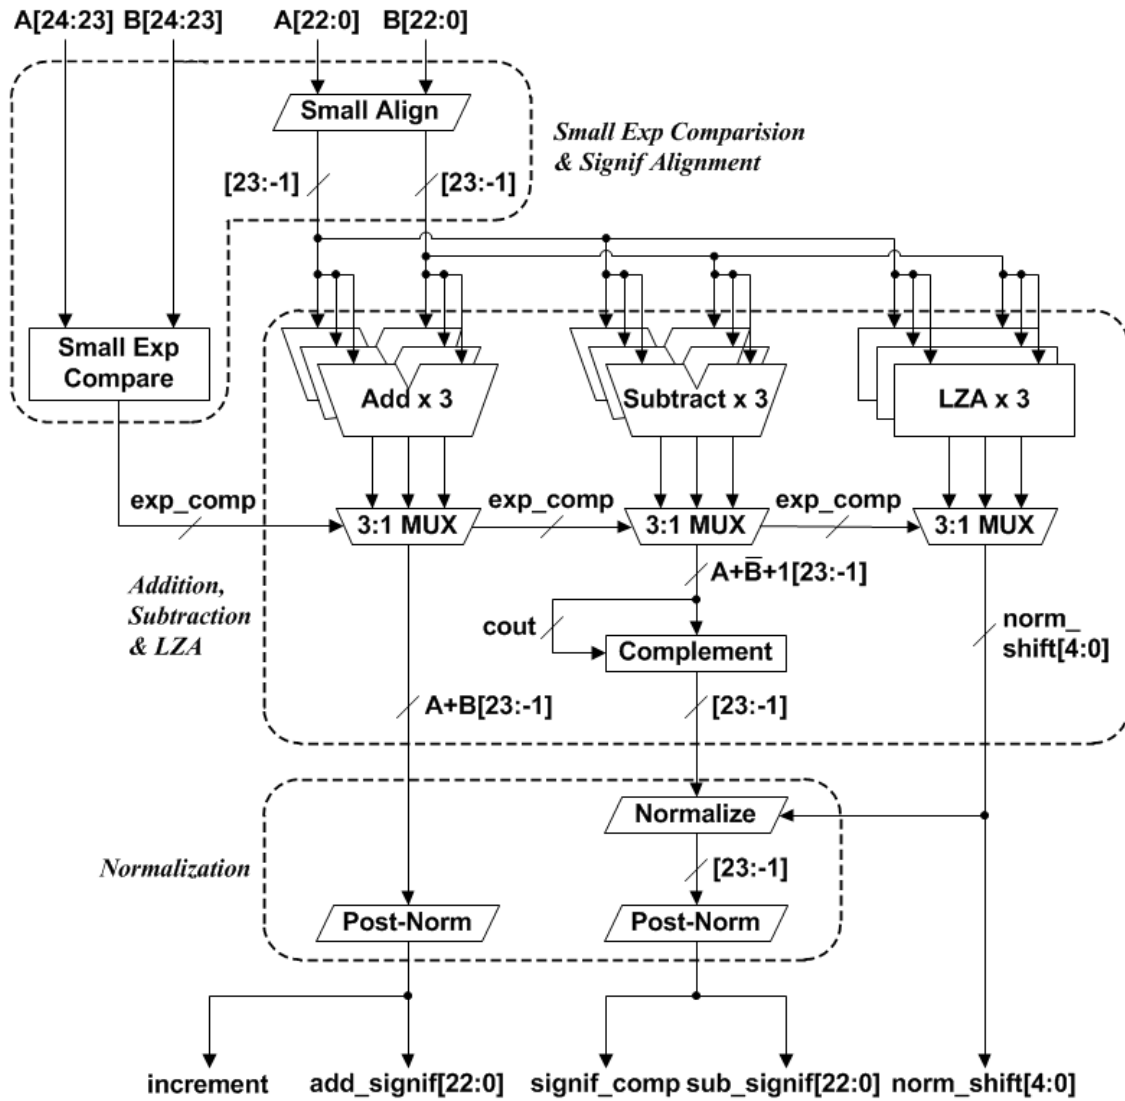 A[24:23] B[24:23] A[22:0] B[22:0]
Small Align
Small Exp Comparision
& Signif Alignment
[23:-1] [23:-1]
Small Exp
Compare
Add x 3 Subtract x 3 LZA x 3
exp_comp exp_comp exp_comp
3:1 MUX 3:1 MUX 3:1 MUX
A+B̅+1[23:-1]
Addition,
Subtraction
& LZA
cout
Complement
norm_
shift[4:0]
A+B[23:-1] [23:-1]
Normalize
Normalization
[23:-1]
Post-Norm Post-Norm
increment add_signif[22:0] signif_comp sub_signif[22:0] norm_shift[4:0]